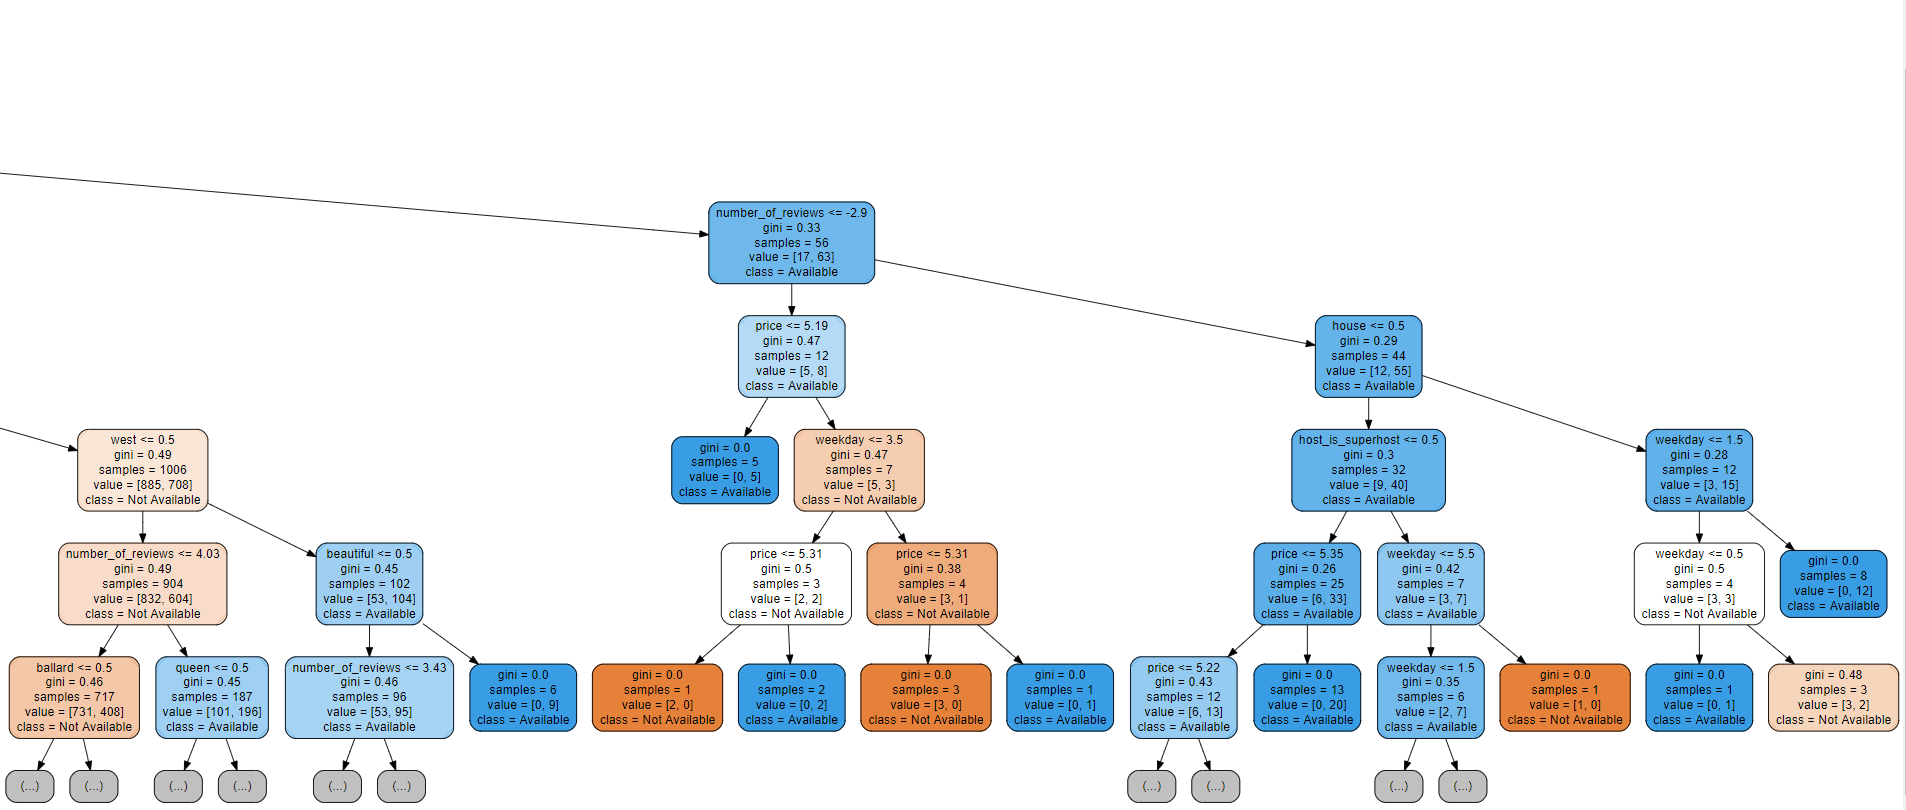 number_of_reviews <= -2.9
gini = 0.33
samples = 56
value = [17, 63]
class = Available
price <= 5.19
gini = 0.47
samples = 12
value = [5, 8]
class = Available
house <= 0.5
gini = 0.29
samples = 44
value = [12, 55]
class = Available
west <= 0.5
gini = 0.49
samples = 1006
value = [885, 708]
class = Not Available
gini = 0.0
samples = 5
value = [0, 5]
class = Available
weekday <= 3.5
gini = 0.47
samples = 7
value = [5, 3]
class = Not Available
host_is_superhost <= 0.5
gini = 0.3
samples = 32
value = [9, 40]
class = Available
weekday <= 1.5
gini = 0.28
samples = 12
value = [3, 15]
class = Available
number_of_reviews <= 4.03
gini = 0.49
samples = 904
value = [832, 604]
class = Not Available
beautiful <= 0.5
gini = 0.45
samples = 102
value = [53, 104]
class = Available
price <= 5.31
gini = 0.5
samples = 3
value = [2, 2]
class = Not Available
price <= 5.31
gini = 0.38
samples = 4
value = [3, 1]
class = Not Available
price <= 5.35
gini = 0.26
samples = 25
value = [6, 33]
class = Available
weekday <= 5.5
gini = 0.42
samples = 7
value = [3, 7]
class = Available
weekday <= 0.5
gini = 0.5
samples = 4
value = [3, 3]
class = Not Available
gini = 0.0
samples = 8
value = [0, 12]
class = Available
ballard <= 0.5
gini = 0.46
samples = 717
value = [731, 408]
class = Not Available
queen <= 0.5
gini = 0.45
samples = 187
value = [101, 196]
class = Available
number_of_reviews <= 3.43
gini = 0.46
samples = 96
value = [53, 95]
class = Available
gini = 0.0
samples = 6
value = [0, 9]
class = Available
gini = 0.0
samples = 1
value = [2, 0]
class = Not Available
gini = 0.0
samples = 2
value = [0, 2]
class = Available
gini = 0.0
samples = 3
value = [3, 0]
class = Not Available
gini = 0.0
samples = 1
value = [0, 1]
class = Available
price <= 5.22
gini = 0.43
samples = 12
value = [6, 13]
class = Available
gini = 0.0
samples = 13
value = [0, 20]
class = Available
weekday <= 1.5
gini = 0.35
samples = 6
value = [2, 7]
class = Available
gini = 0.0
samples = 1
value = [1, 0]
class = Not Available
gini = 0.0
samples = 1
value = [0, 1]
class = Available
gini = 0.48
samples = 3
value = [3, 2]
class = Not Available
(...)
(...)
(...)
(...)
(...)
(...)
(...)
(...)
(...)
(...)